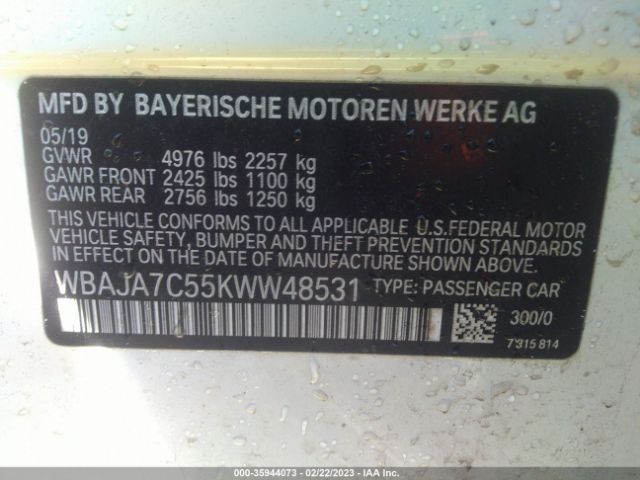 MFD BY BAYERISCHE MOTOREN WERKE AG
05/19
GVWR 4976 lbs 2257 kg
GAWR FRONT 2425 lbs 1100 kg
GAWR REAR 2756 lbs 1250 kg
THIS VEHICLE CONFORMS TO ALL APPLICABLE U.S.FEDERAL MOTOR
VEHICLE SAFETY, BUMPER AND THEFT PREVENTION STANDARDS
IN EFFECT ON THE DATE OF MANUFACTURE SHOWN ABOVE.
WBAJA7C55KWW48531 TYPE: PASSENGER CAR
300/0
7 315 814
000-35944073 - 02/22/2023 - IAA Inc.